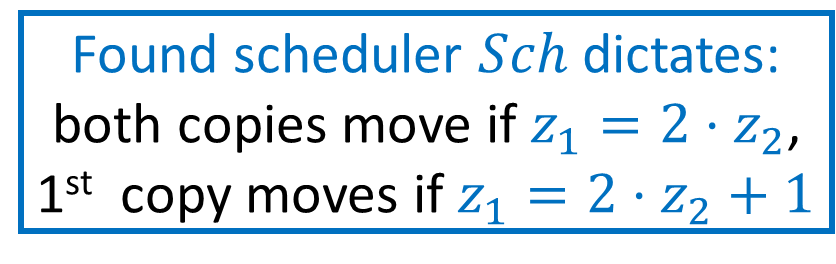 Found scheduler Sch dictates:
both copies move if z₁ = 2 · z₂,
1ˢᵗ copy moves if z₁ = 2 · z₂ + 1